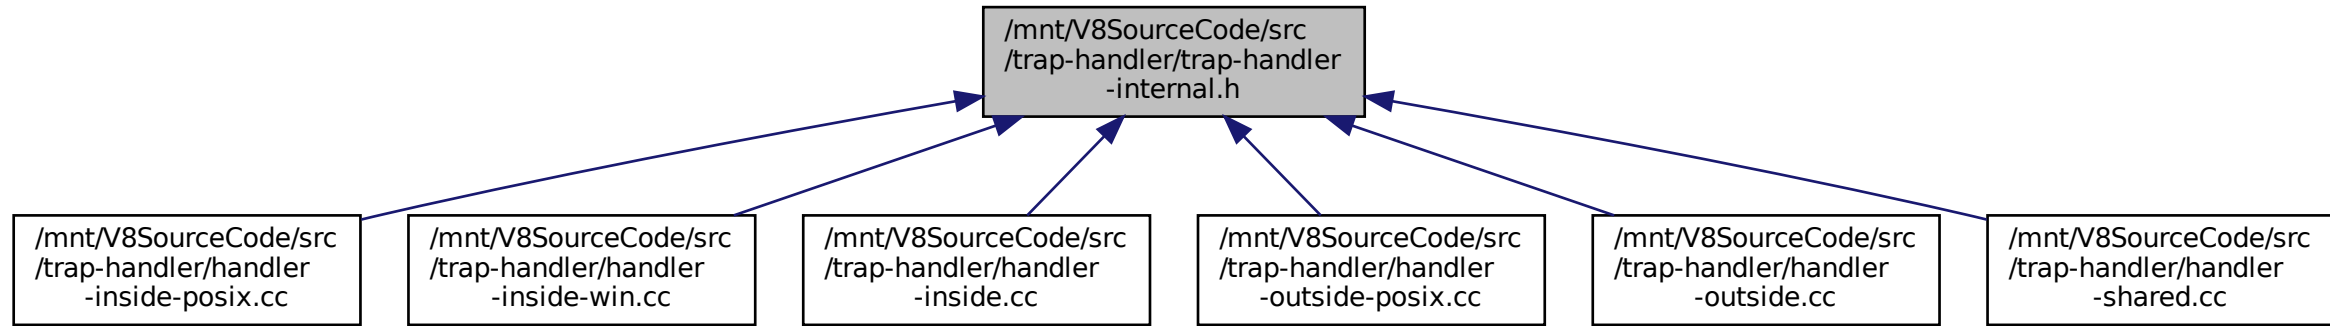 /mnt/V8SourceCode/src
/trap-handler/trap-handler
-internal.h
/mnt/V8SourceCode/src
/trap-handler/handler
-inside-posix.cc
/mnt/V8SourceCode/src
/trap-handler/handler
-inside-win.cc
/mnt/V8SourceCode/src
/trap-handler/handler
-inside.cc
/mnt/V8SourceCode/src
/trap-handler/handler
-outside-posix.cc
/mnt/V8SourceCode/src
/trap-handler/handler
-outside.cc
/mnt/V8SourceCode/src
/trap-handler/handler
-shared.cc